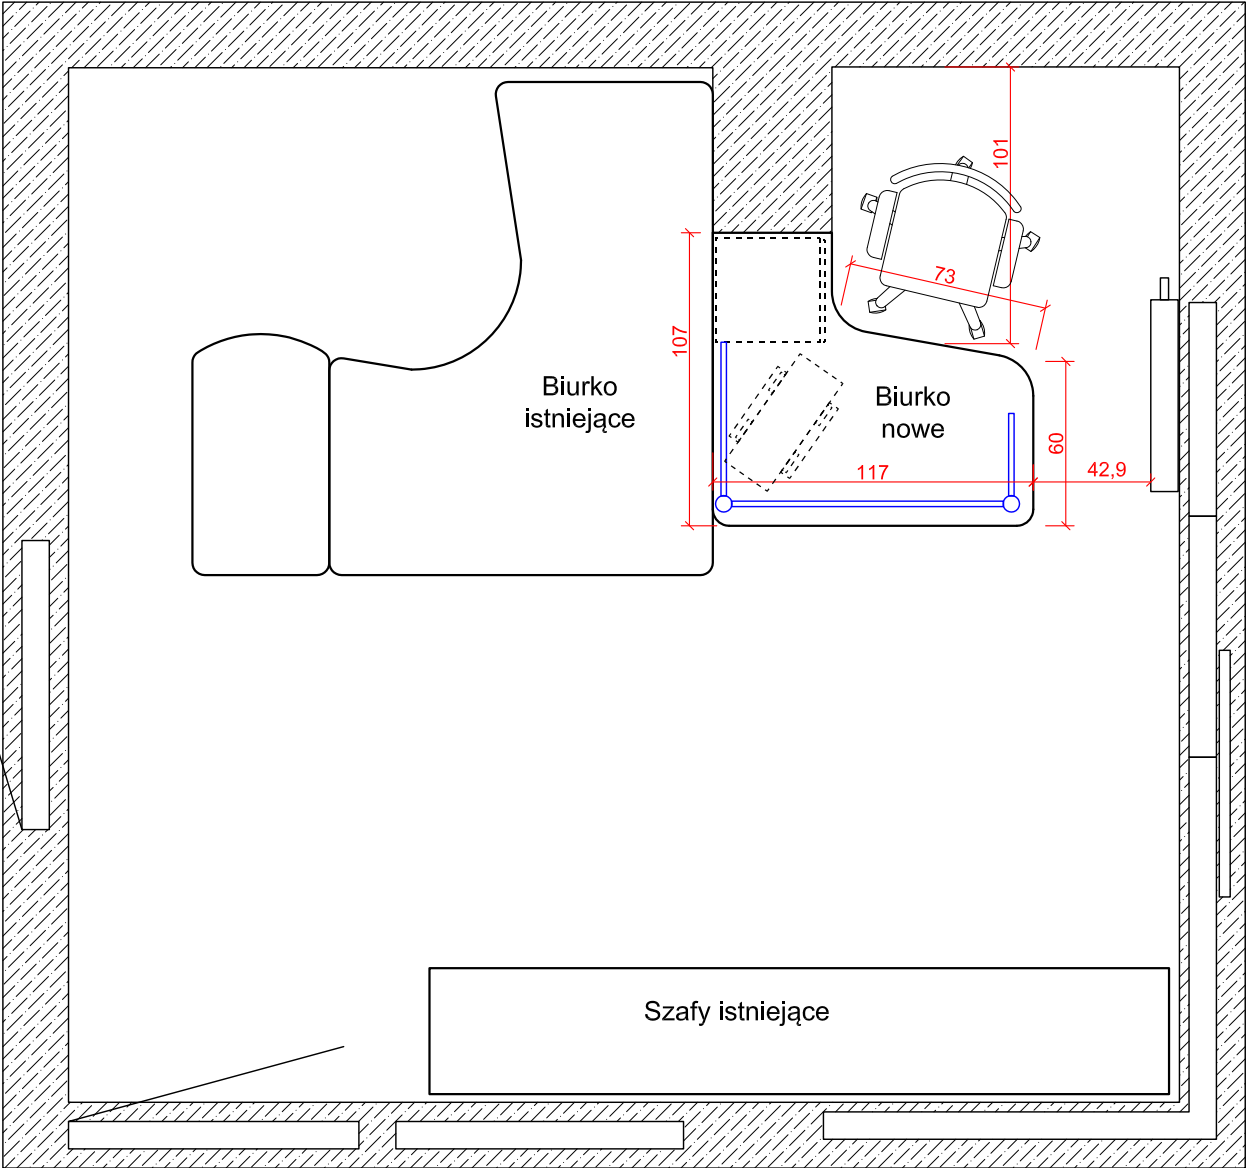 101
73
107
Biurko
istniejące
Biurko
nowe
60
117
42,9
Szafy istniejące